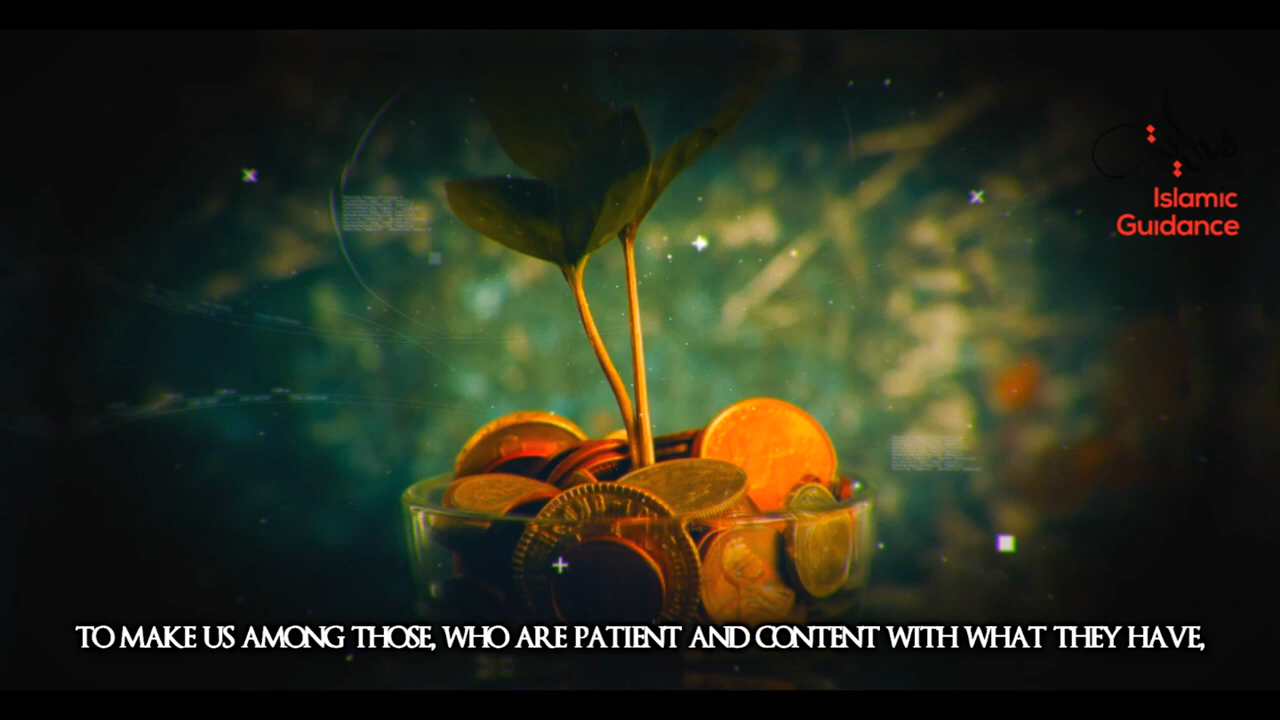 Islamic
Guidance
TO MAKE US AMONG THOSE, WHO ARE PATIENT AND CONTENT WITH WHAT THEY HAVE,